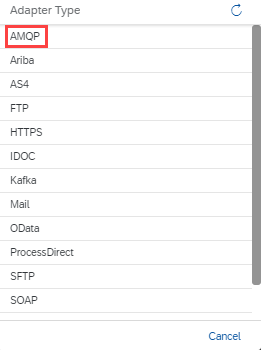 Adapter Type
AMQP
Ariba
AS4
FTP
HTTPS
IDOC
Kafka
Mail
OData
ProcessDirect
SFTP
SOAP
Cancel